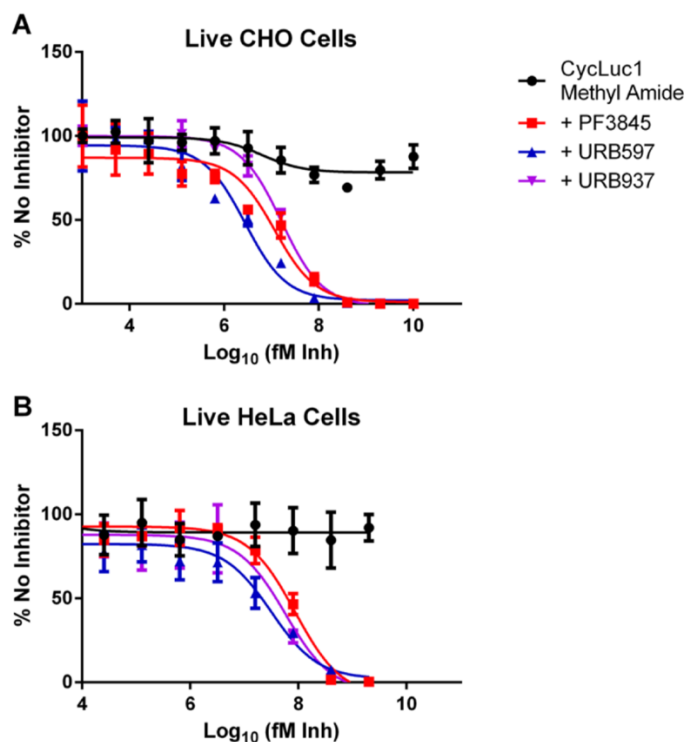 A
Live CHO Cells
150
100
50
0
% No Inhibitor
4 6 8 10
Log10 (fM Inh)
CycLuc1
Methyl Amide
+ PF3845
+ URB597
+ URB937
B
Live HeLa Cells
150
100
50
0
% No Inhibitor
4 6 8 10
Log10 (fM Inh)